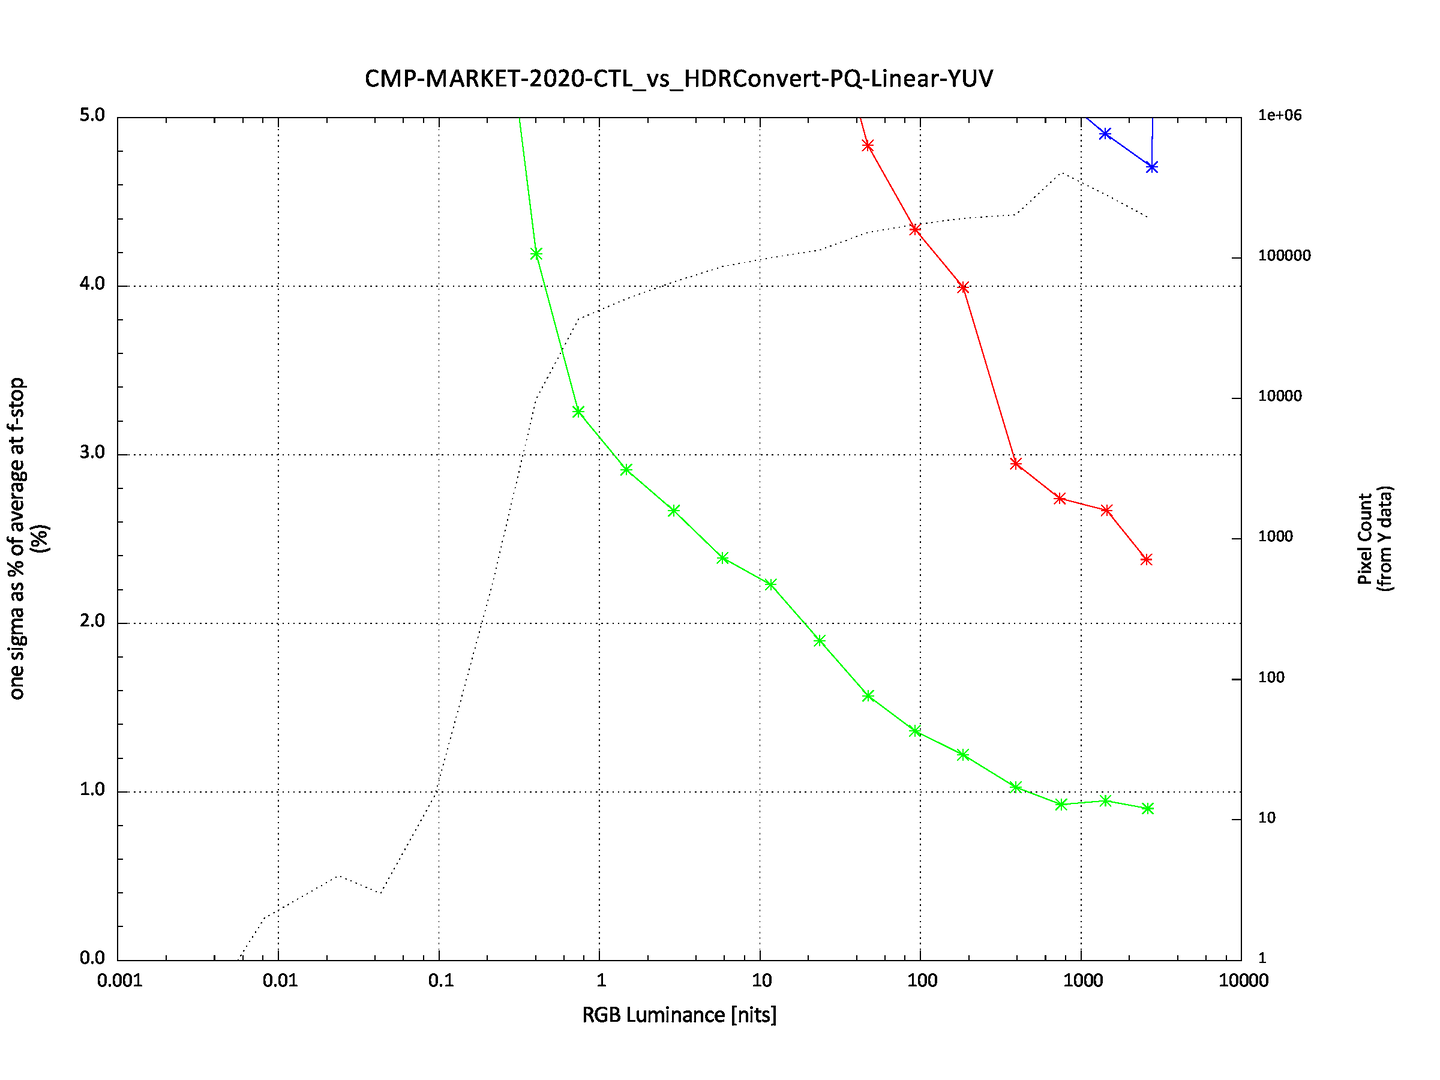 CMP-MARKET-2020-CTL_vs_HDRConvert-PQ-Linear-YUV
5.0
4.0
3.0
2.0
1.0
0.0
one sigma as % of average at f-stop
(%)
1e+06
100000
10000
1000
100
10
1
Pixel Count
(from Y data)
0.001 0.01 0.1 1 10 100 1000 10000
RGB Luminance [nits]